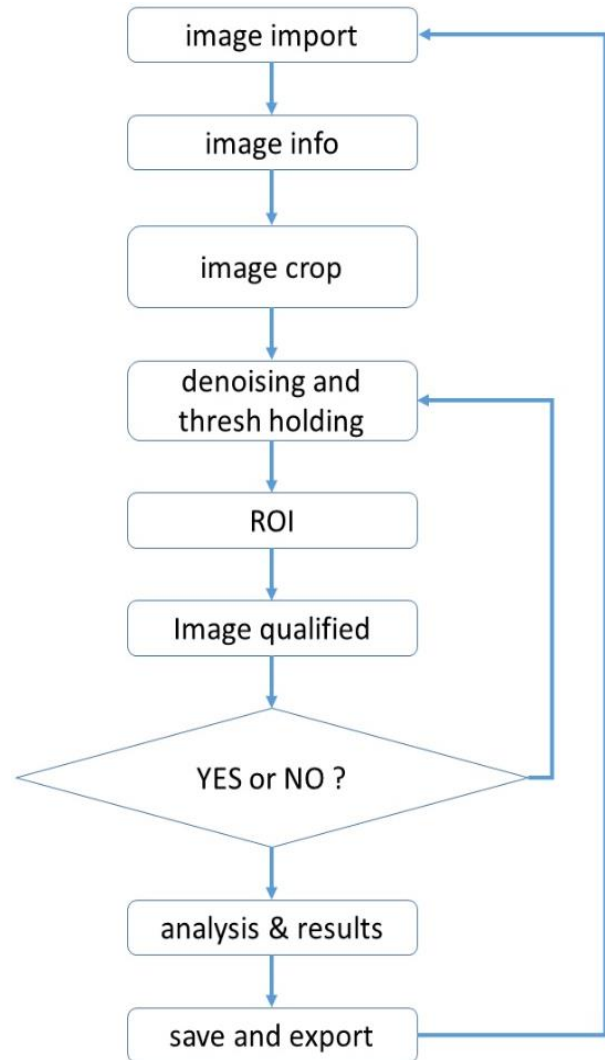 image import
image info
image crop
denoising and
thresh holding
ROI
Image qualified
YES or NO ?
analysis & results
save and export